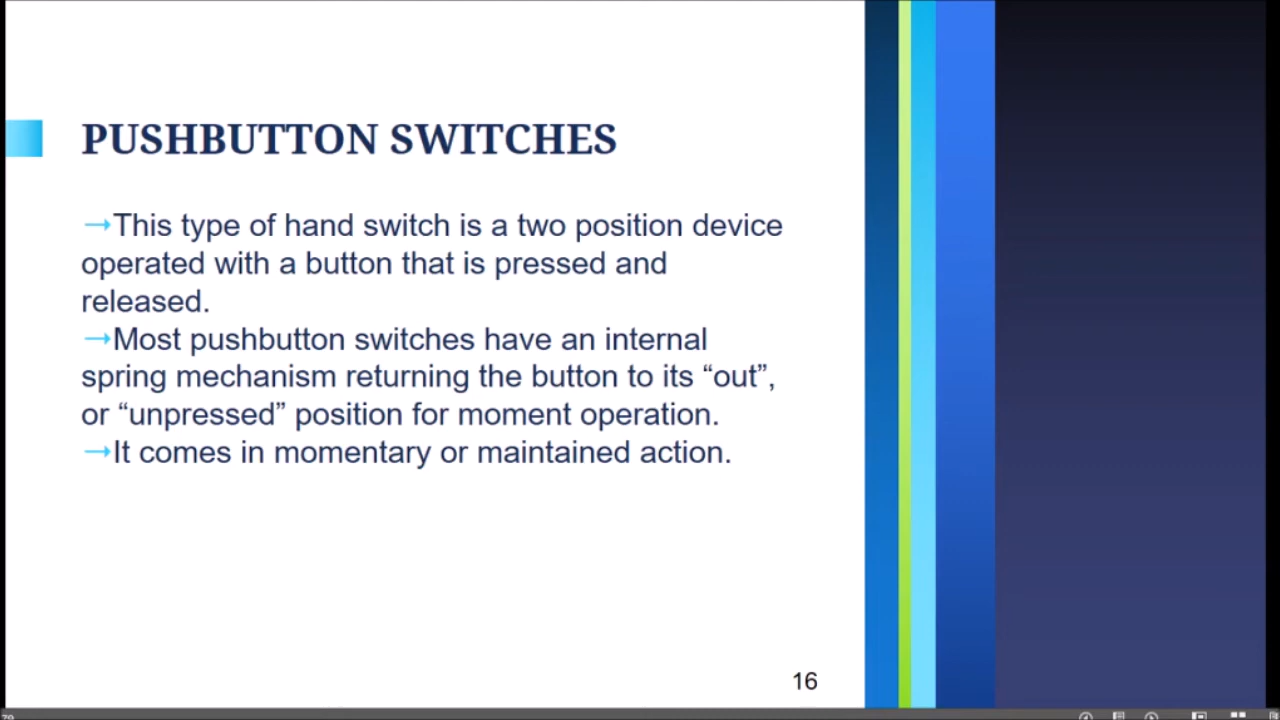 PUSHBUTTON SWITCHES
→This type of hand switch is a two position device
operated with a button that is pressed and
released.
→Most pushbutton switches have an internal
spring mechanism returning the button to its “out”,
or “unpressed” position for moment operation.
→It comes in momentary or maintained action.
16